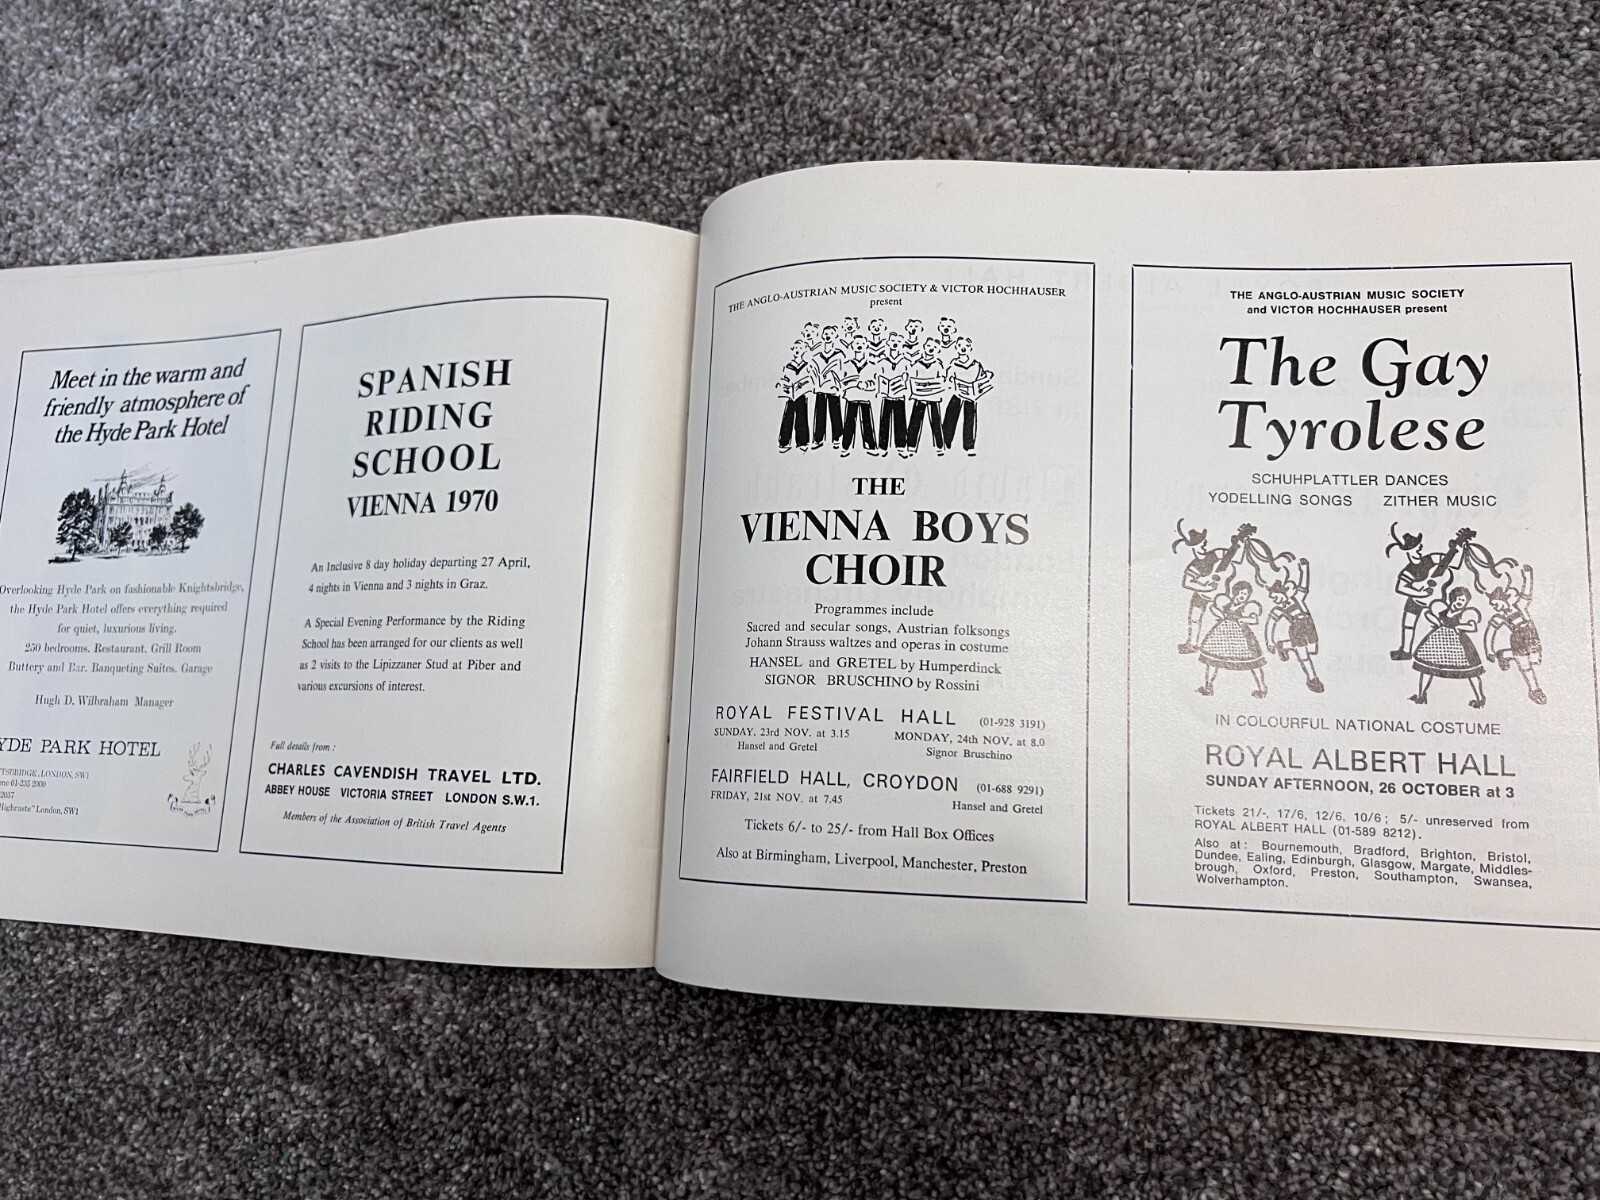 Meet in the warm and
friendly atmosphere of
the Hyde Park Hotel
Overlooking Hyde Park on fashionable Knightsbridge,
the Hyde Park Hotel offers everything required
for quiet, luxurious living.
250 bedrooms. Restaurant. Grill Room
Buttery and Bar. Banqueting Suites. Garage
Hugh D. Wilbraham Manager
YDE PARK HOTEL
LONDON, SW1
01-235 2000
London, SW1
SPANISH
RIDING
SCHOOL
VIENNA 1970
An Inclusive 8 day holiday departing 27 April,
4 nights in Vienna and 3 nights in Graz.
A Special Evening Performance by the Riding
School has been arranged for our clients as well
as 2 visits to the Lipizzaner Stud at Piber and
various excursions of interest.
Full details from:
CHARLES CAVENDISH TRAVEL LTD.
ABBEY HOUSE VICTORIA STREET LONDON S.W.1.
Members of the Association of British Travel Agents
THE ANGLO-AUSTRIAN MUSIC SOCIETY & VICTOR HOCHHAUSER
present
THE
VIENNA BOYS
CHOIR
Programmes include
Sacred and secular songs, Austrian folksongs
Johann Strauss waltzes and operas in costume
HANSEL and GRETEL by Humperdinck
SIGNOR BRUSCHINO by Rossini
ROYAL FESTIVAL HALL (01-928 3191)
SUNDAY, 23rd NOV. at 3.15 MONDAY, 24th NOV. at 8.0
Hansel and Gretel Signor Bruschino
FAIRFIELD HALL, CROYDON (01-688 9291)
FRIDAY, 21st NOV. at 7.45 Hansel and Gretel
Tickets 6/- to 25/- from Hall Box Offices
Also at Birmingham, Liverpool, Manchester, Preston
THE ANGLO-AUSTRIAN MUSIC SOCIETY
and VICTOR HOCHHAUSER present
The Gay
Tyrolese
SCHUHPLATTLER DANCES
YODELLING SONGS ZITHER MUSIC
IN COLOURFUL NATIONAL COSTUME
ROYAL ALBERT HALL
SUNDAY AFTERNOON, 26 OCTOBER at 3
Tickets 21/-, 17/6, 12/6, 10/6; 5/- unreserved from
ROYAL ALBERT HALL (01-589 8212).
Also at: Bournemouth, Bradford, Brighton, Bristol,
Dundee, Ealing, Edinburgh, Glasgow, Margate, Middles-
brough, Oxford, Preston, Southampton, Swansea,
Wolverhampton.